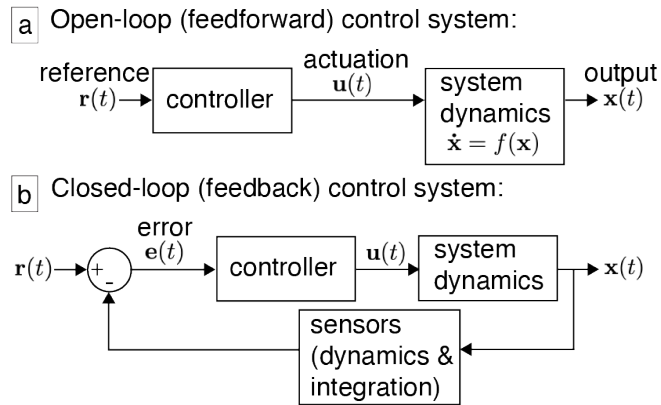 a Open-loop (feedforward) control system:
reference
r(t)
controller
actuation
u(t)
system
dynamics
ẋ = f(x)
output
x(t)
b Closed-loop (feedback) control system:
r(t)
+
-
error
e(t)
controller
u(t)
system
dynamics
x(t)
sensors
(dynamics &
integration)